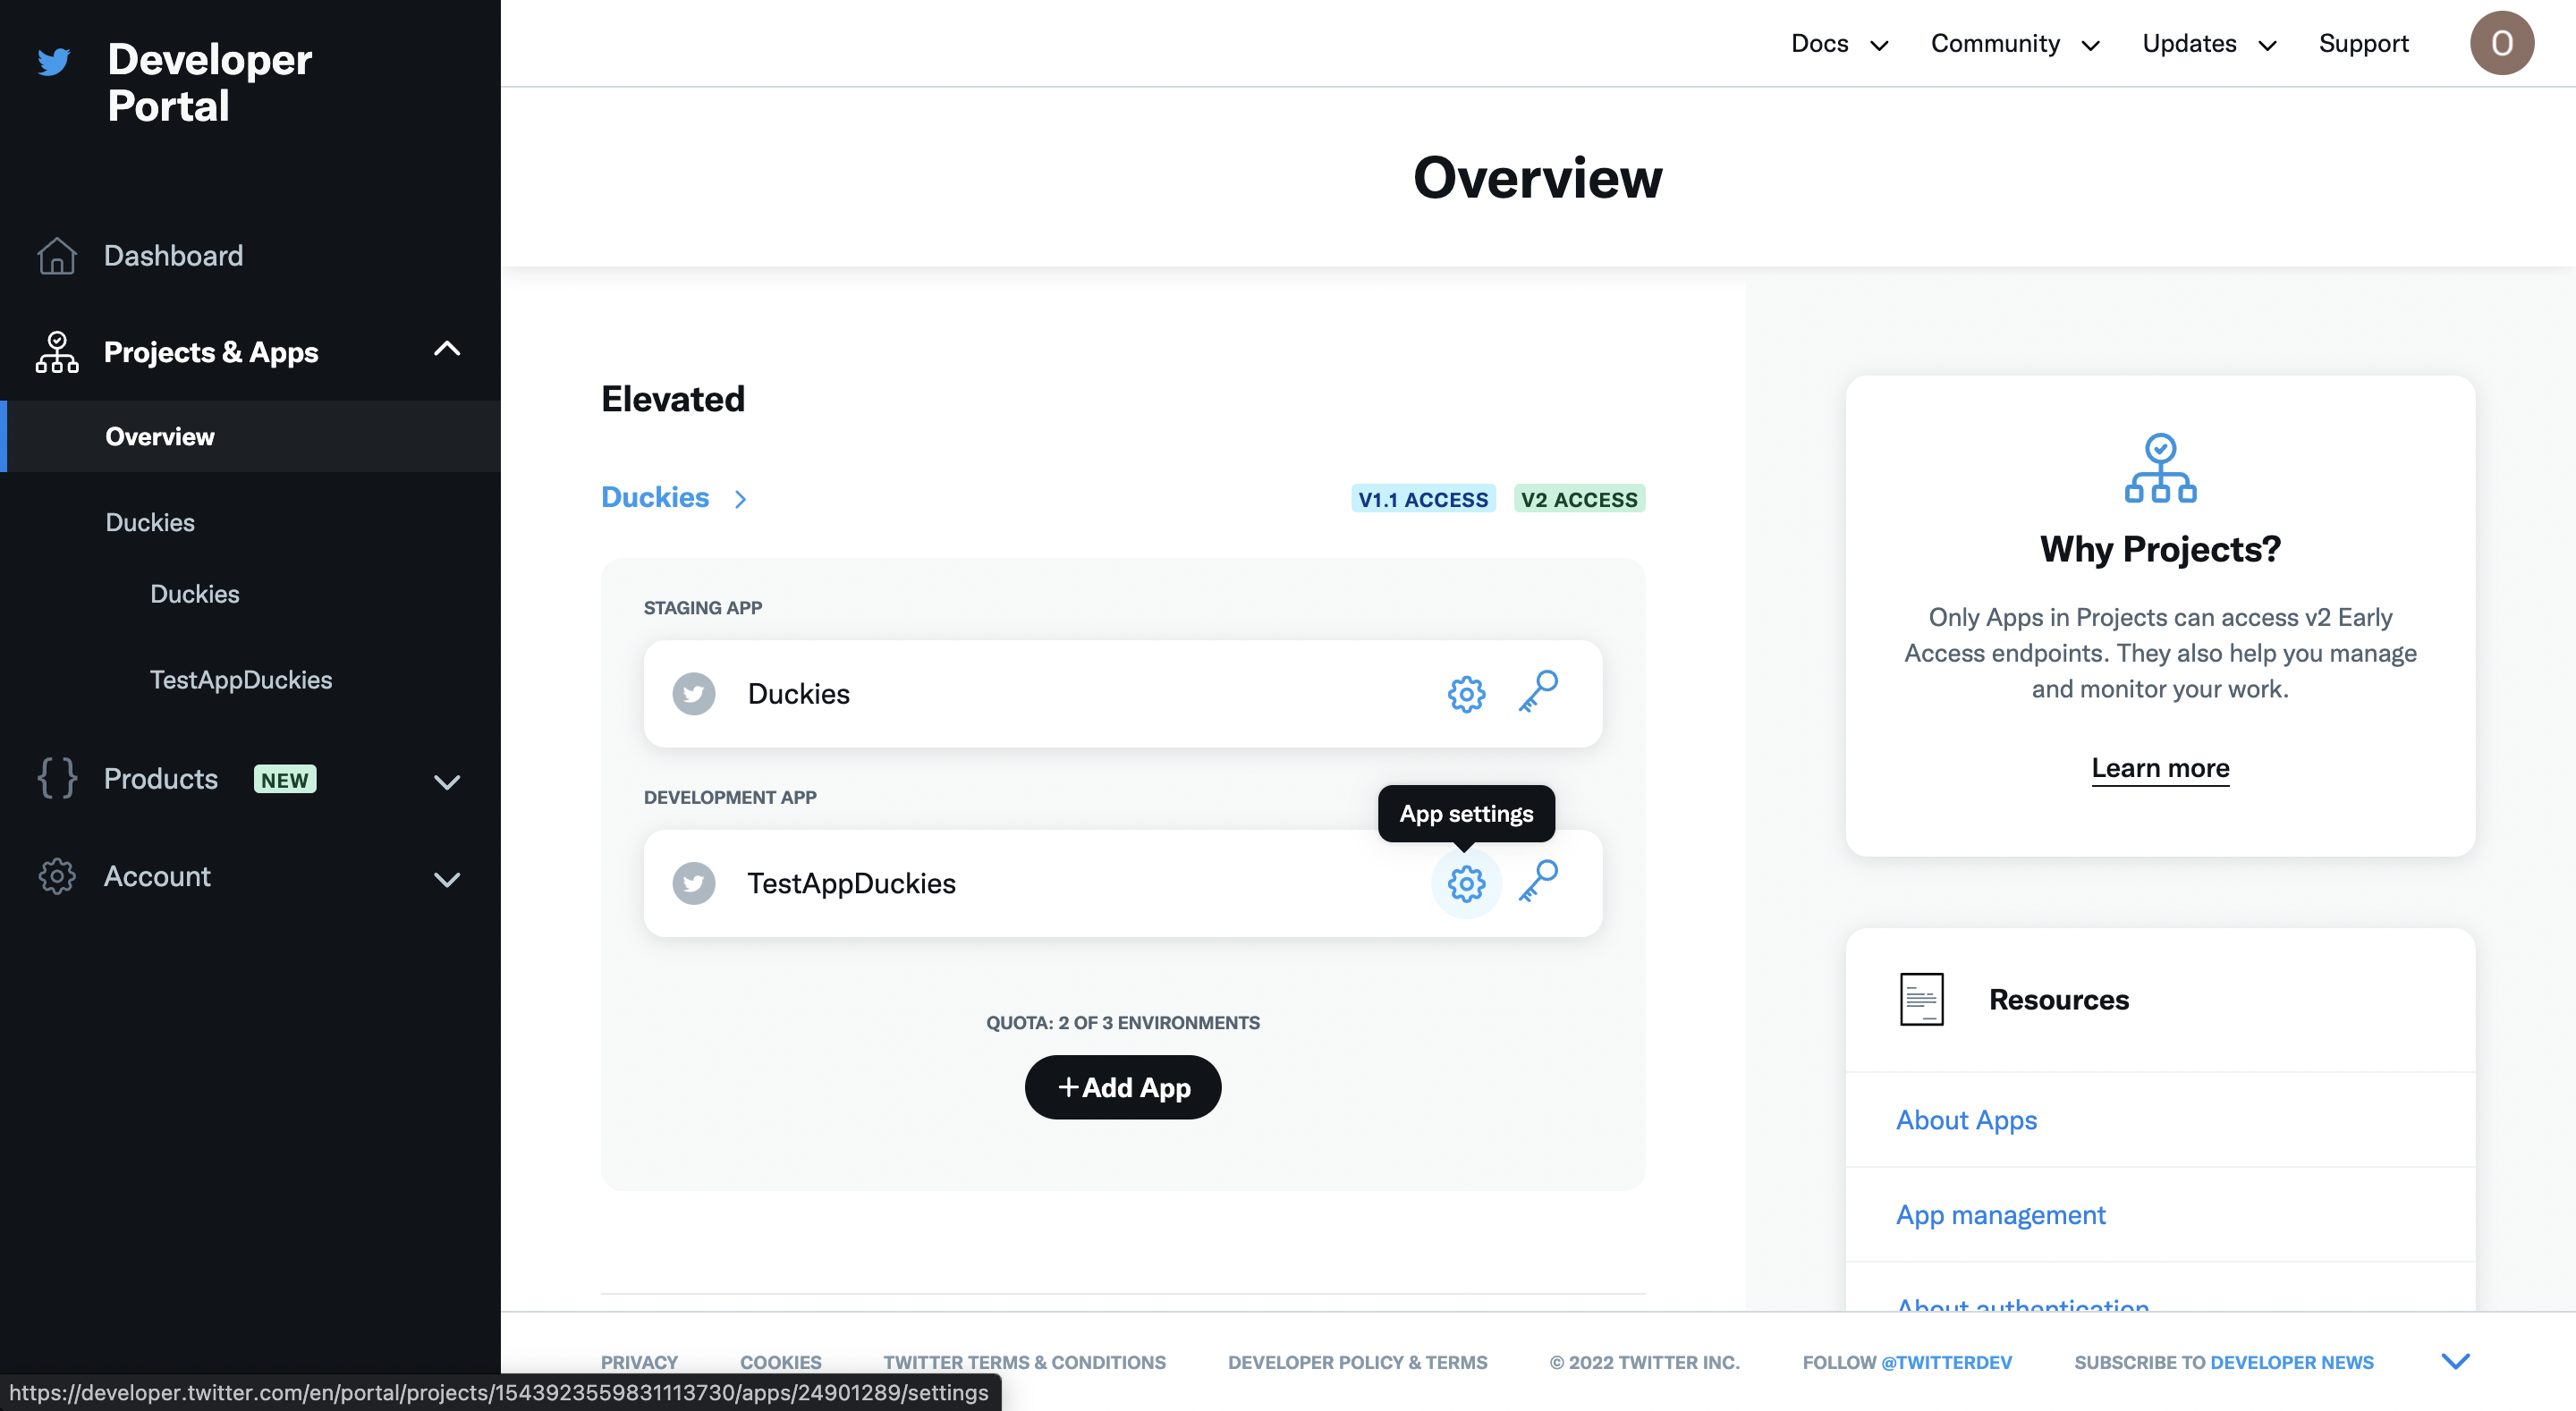 Developer
Portal
Docs
Community
Updates
Support
O
Overview
Dashboard
Projects & Apps
Overview
Duckies
Duckies
TestAppDuckies
Products
NEW
Account
Elevated
Duckies
V1.1 ACCESS
V2 ACCESS
STAGING APP
Duckies
DEVELOPMENT APP
App settings
TestAppDuckies
QUOTA: 2 OF 3 ENVIRONMENTS
+Add App
Why Projects?
Only Apps in Projects can access v2 Early
Access endpoints. They also help you manage
and monitor your work.
Learn more
Resources
About Apps
App management
About authentication
PRIVACY
COOKIES
TWITTER TERMS & CONDITIONS
DEVELOPER POLICY & TERMS
© 2022 TWITTER INC.
FOLLOW @TWITTERDEV
SUBSCRIBE TO DEVELOPER NEWS
https://developer.twitter.com/en/portal/projects/1543923559831113730/apps/24901289/settings